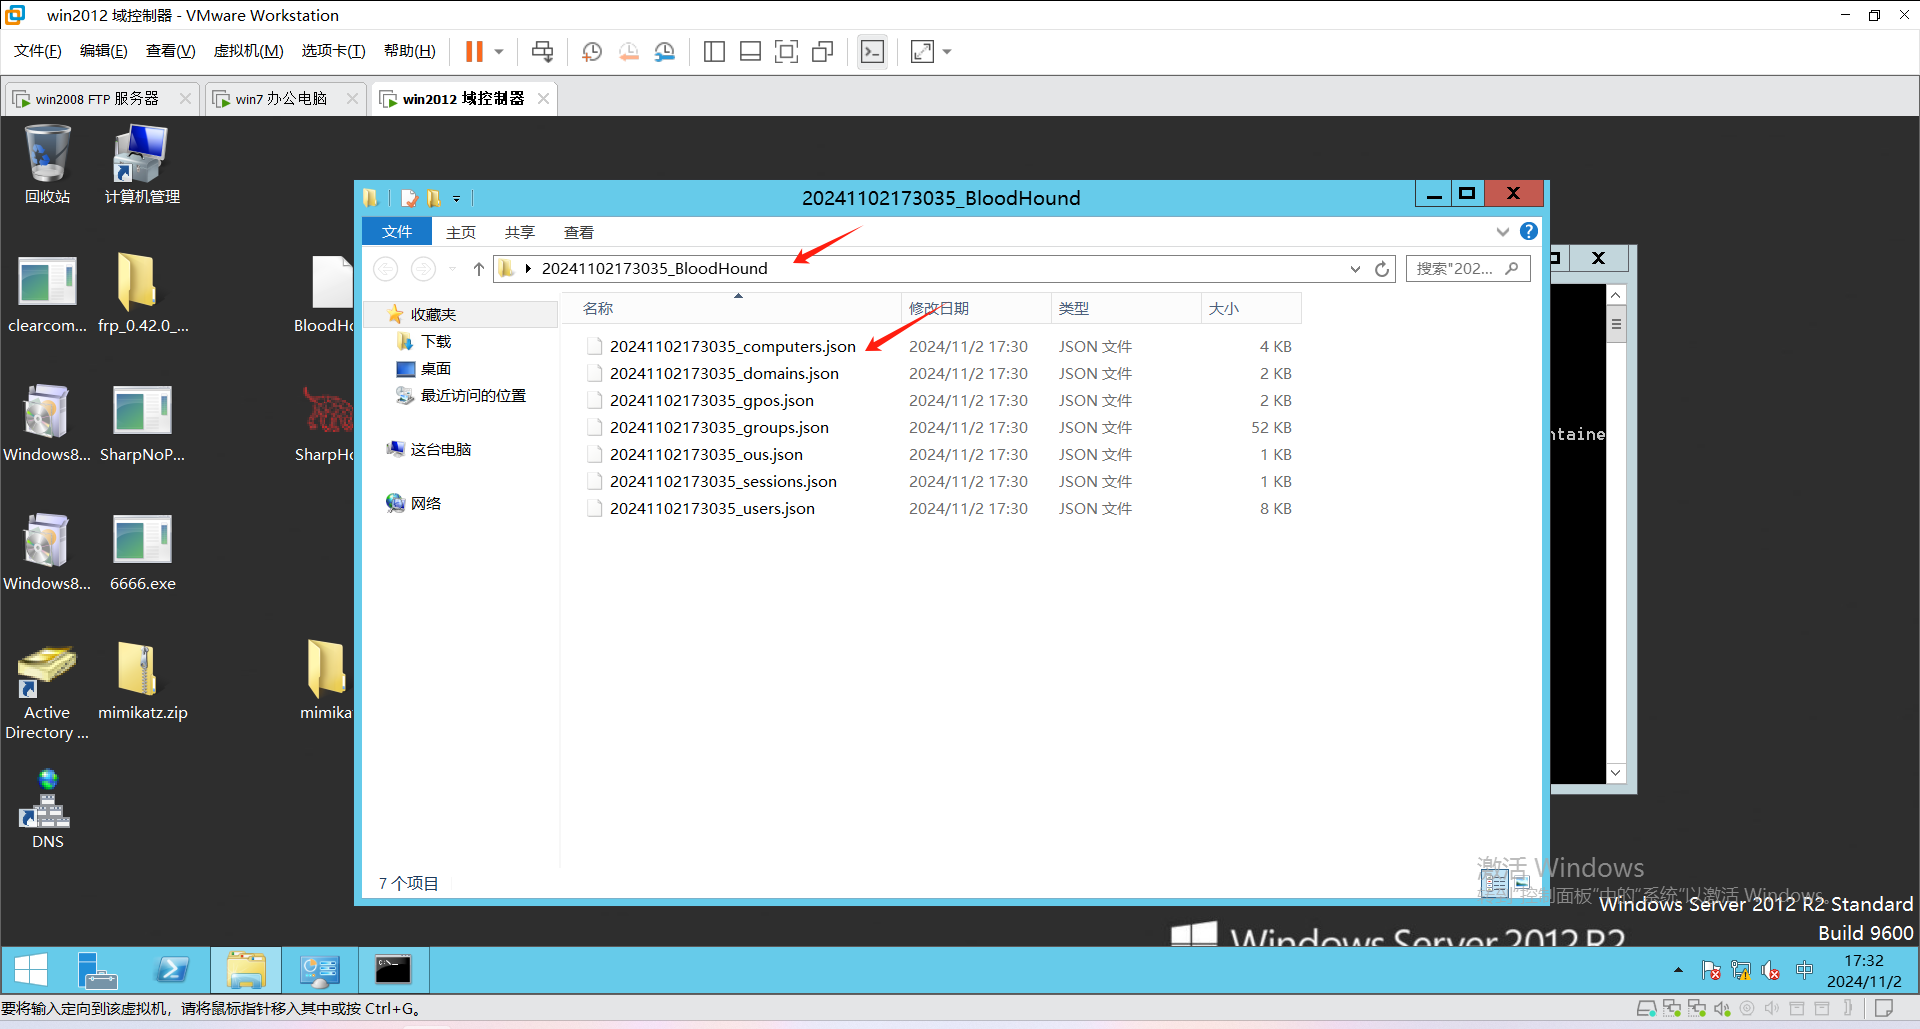 win2012 域控制器 - VMware Workstation
文件(F) 编辑(E) 查看(V) 虚拟机(M) 选项卡(T) 帮助(H)
win2008 FTP 服务器 win7 办公电脑 win2012 域控制器
回收站 计算机管理
20241102173035_BloodHound
文件 主页 共享 查看
20241102173035_BloodHound 搜索"202...
clearcom... frp_0.42.0_... BloodHo
收藏夹
下载
桌面
最近访问的位置
这台电脑
网络
名称 修改日期 类型 大小
20241102173035_computers.json 2024/11/2 17:30 JSON 文件 4 KB
20241102173035_domains.json 2024/11/2 17:30 JSON 文件 2 KB
20241102173035_gpos.json 2024/11/2 17:30 JSON 文件 2 KB
20241102173035_groups.json 2024/11/2 17:30 JSON 文件 52 KB
20241102173035_ous.json 2024/11/2 17:30 JSON 文件 1 KB
20241102173035_sessions.json 2024/11/2 17:30 JSON 文件 1 KB
20241102173035_users.json 2024/11/2 17:30 JSON 文件 8 KB
ntaine
Windows8... SharpNoP... SharpHo
Windows8... 6666.exe
Active
Directory ...
mimikatz.zip mimika
DNS
7 个项目
激活 Windows
控制面板"中的"系统"以激活 Windows。
Windows Server 2012 R2 Standard
Build 9600
Windows Server 2012 R2
中
17:32
2024/11/2
要将输入定向到该虚拟机，请将鼠标指针移入其中或按 Ctrl+G。